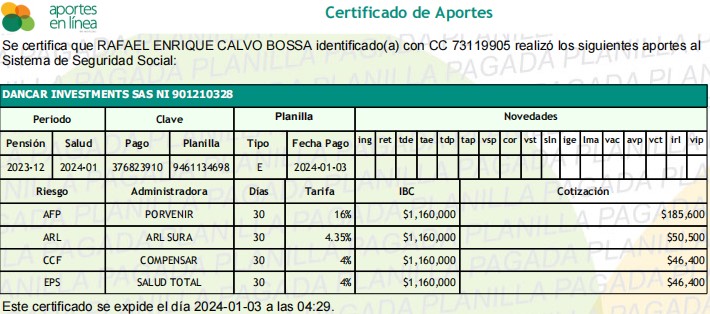 aportes
en línea
Certificado de Aportes
Se certifica que RAFAEL ENRIQUE CALVO BOSSA identificado(a) con CC 73119905 realizó los siguientes aportes al
Sistema de Seguridad Social:
DANCAR INVESTMENTS SAS NI 901210328
Periodo Clave Planilla Novedades
Pensión Salud Pago Planilla Tipo Fecha Pago ing ret tde tae tdp tap vsp cor vst sln ige lma vac avp vct irl vip
2023-12 2024-01 376823910 9461134698 E 2024-01-03
Riesgo Administradora Días Tarifa IBC Cotización
AFP PORVENIR 30 16% $1,160,000 $185,600
ARL ARL SURA 30 4.35% $1,160,000 $50,500
CCF COMPENSAR 30 4% $1,160,000 $46,400
EPS SALUD TOTAL 30 4% $1,160,000 $46,400
Este certificado se expide el día 2024-01-03 a las 04:29.
PLANILLA PAGADA